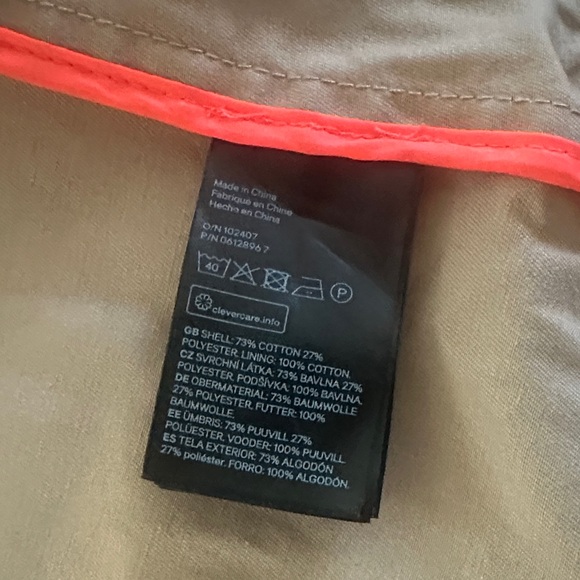 Made in China
Fabriqué en Chine
Hecho en China
O/N 102407
P/N 06128967
40 P
clevercare.info
GB SHELL: 73% COTTON 27%
POLYESTER. LINING: 100% COTTON.
CZ SVRCHNÍ LÁTKA: 73% BAVLNA 27%
POLYESTER. PODŠÍVKA: 100% BAVLNA.
DE OBERMATERIAL: 73% BAUMWOLLE
27% POLYESTER. FUTTER: 100%
BAUMWOLLE.
EE ÜMBRIS: 73% PUUVILL 27%
POLÜESTER. VOODER: 100% PUUVILL
ES TELA EXTERIOR: 73% ALGODÓN
27% poliéster. FORRO: 100% ALGODÓN.